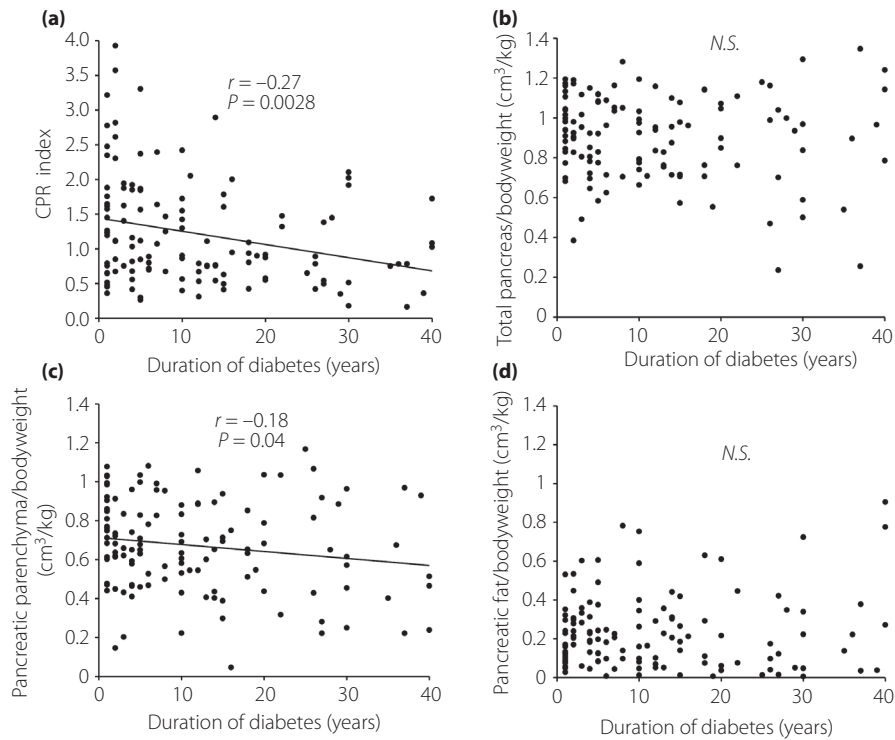 (a)
CPR index
4.0
3.5
3.0
2.5
2.0
1.5
1.0
0.5
0.0
r = –0.27
P = 0.0028
0 10 20 30 40
Duration of diabetes (years)
(b)
Total pancreas/bodyweight (cm³/kg)
1.4
1.2
1
0.8
0.6
0.4
0.2
0
N.S.
0 10 20 30 40
Duration of diabetes (years)
(c)
Pancreatic parenchyma/bodyweight
(cm³/kg)
1.4
1.2
1
0.8
0.6
0.4
0.2
0
r = –0.18
P = 0.04
0 10 20 30 40
Duration of diabetes (years)
(d)
Pancreatic fat/bodyweight (cm³/kg)
1.4
1.2
1
0.8
0.6
0.4
0.2
0
N.S.
0 10 20 30 40
Duration of diabetes (years)